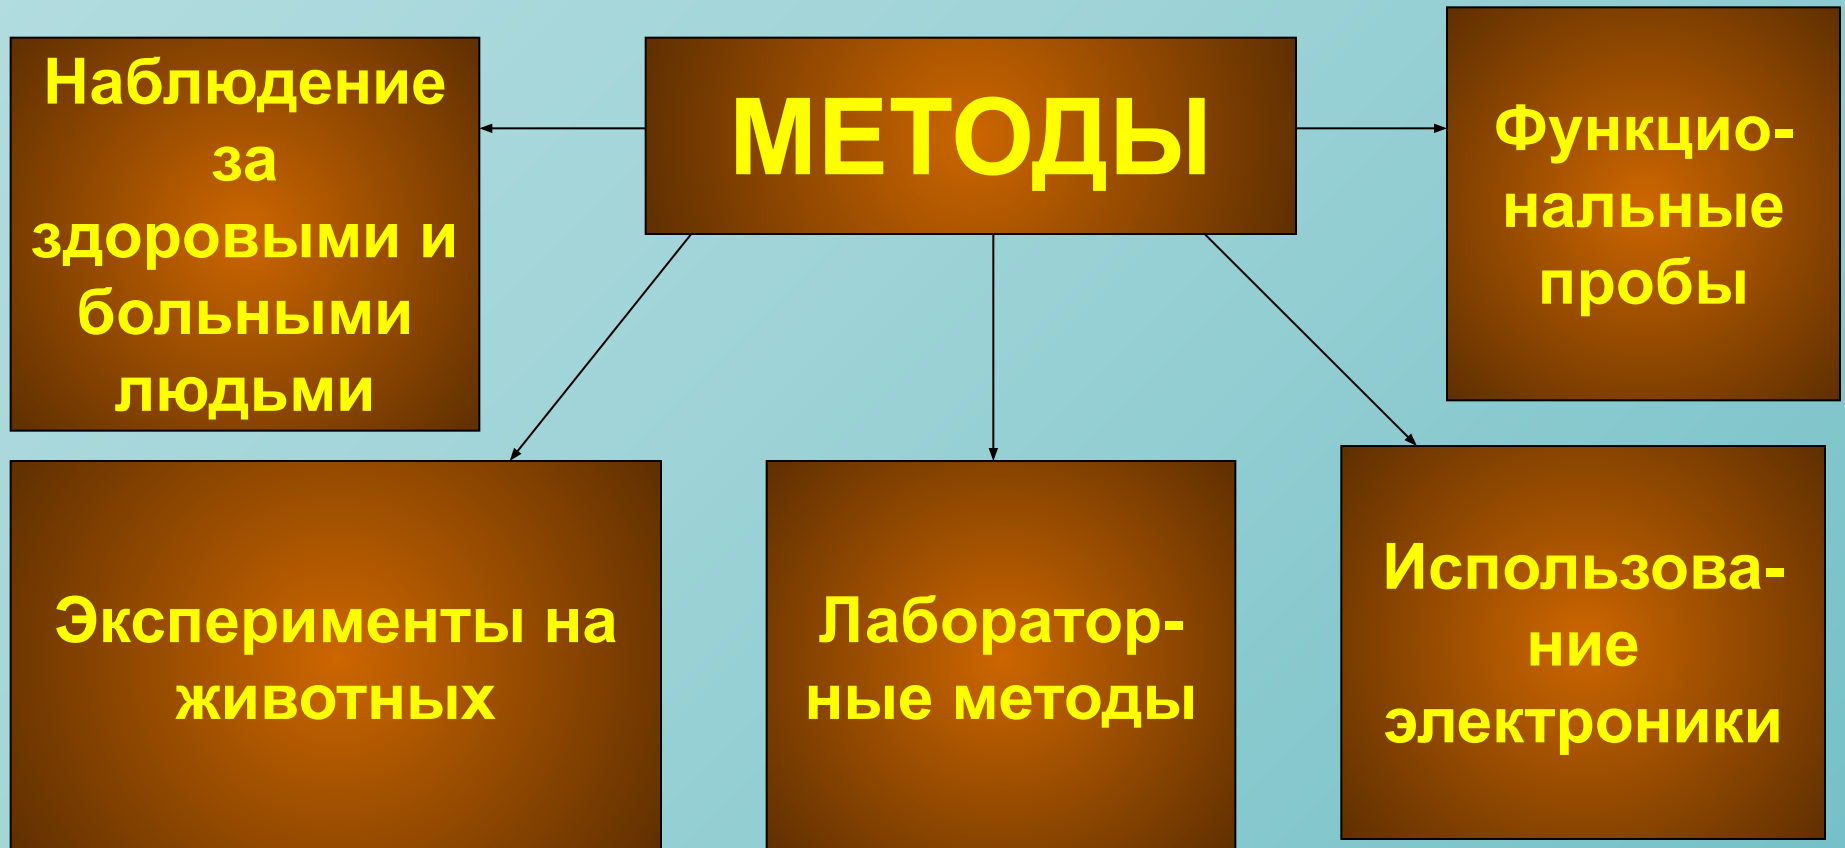 Наблюдение
за
здоровыми и
больными
людьми
МЕТОДЫ
Функцио-
нальные
пробы
Эксперименты на
животных
Лаборатор-
ные методы
Использова-
ние
электроники